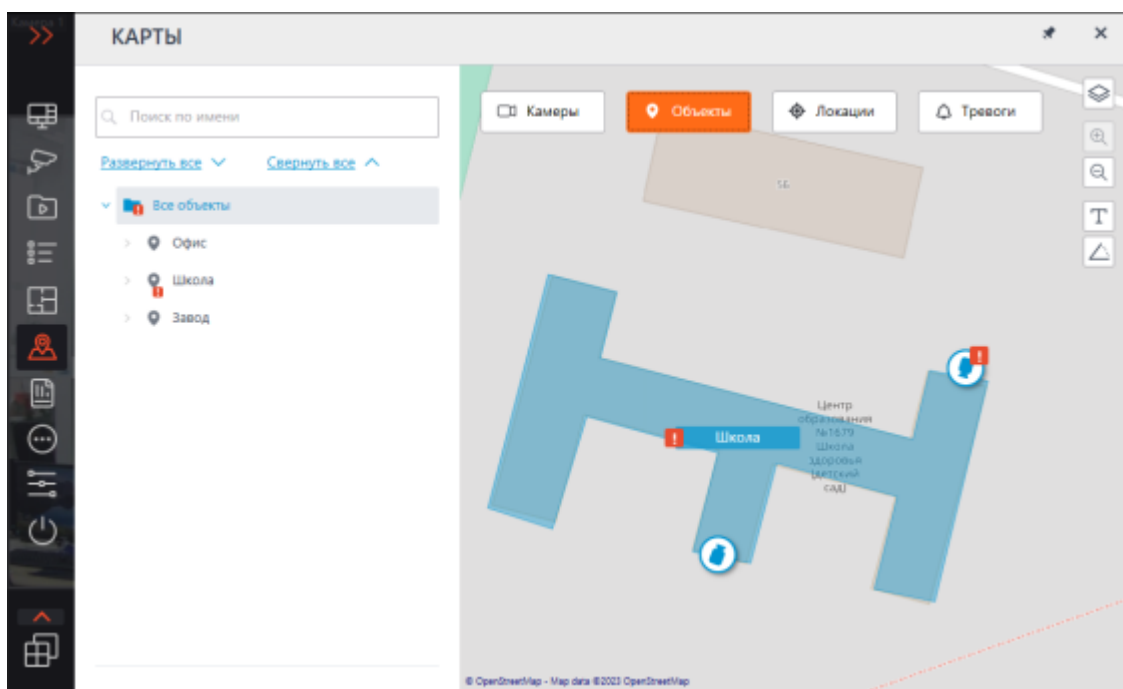 КАРТЫ
Поиск по имени
Развернуть все
Свернуть все
Все объекты
Офис
Школа
Завод
Камеры
Объекты
Локации
Тревоги
5Б
Центр
образования
№1679
Школа
Школа
здоровья
(детский
сад)
© OpenStreetMap - Map data ©2023 OpenStreetMap